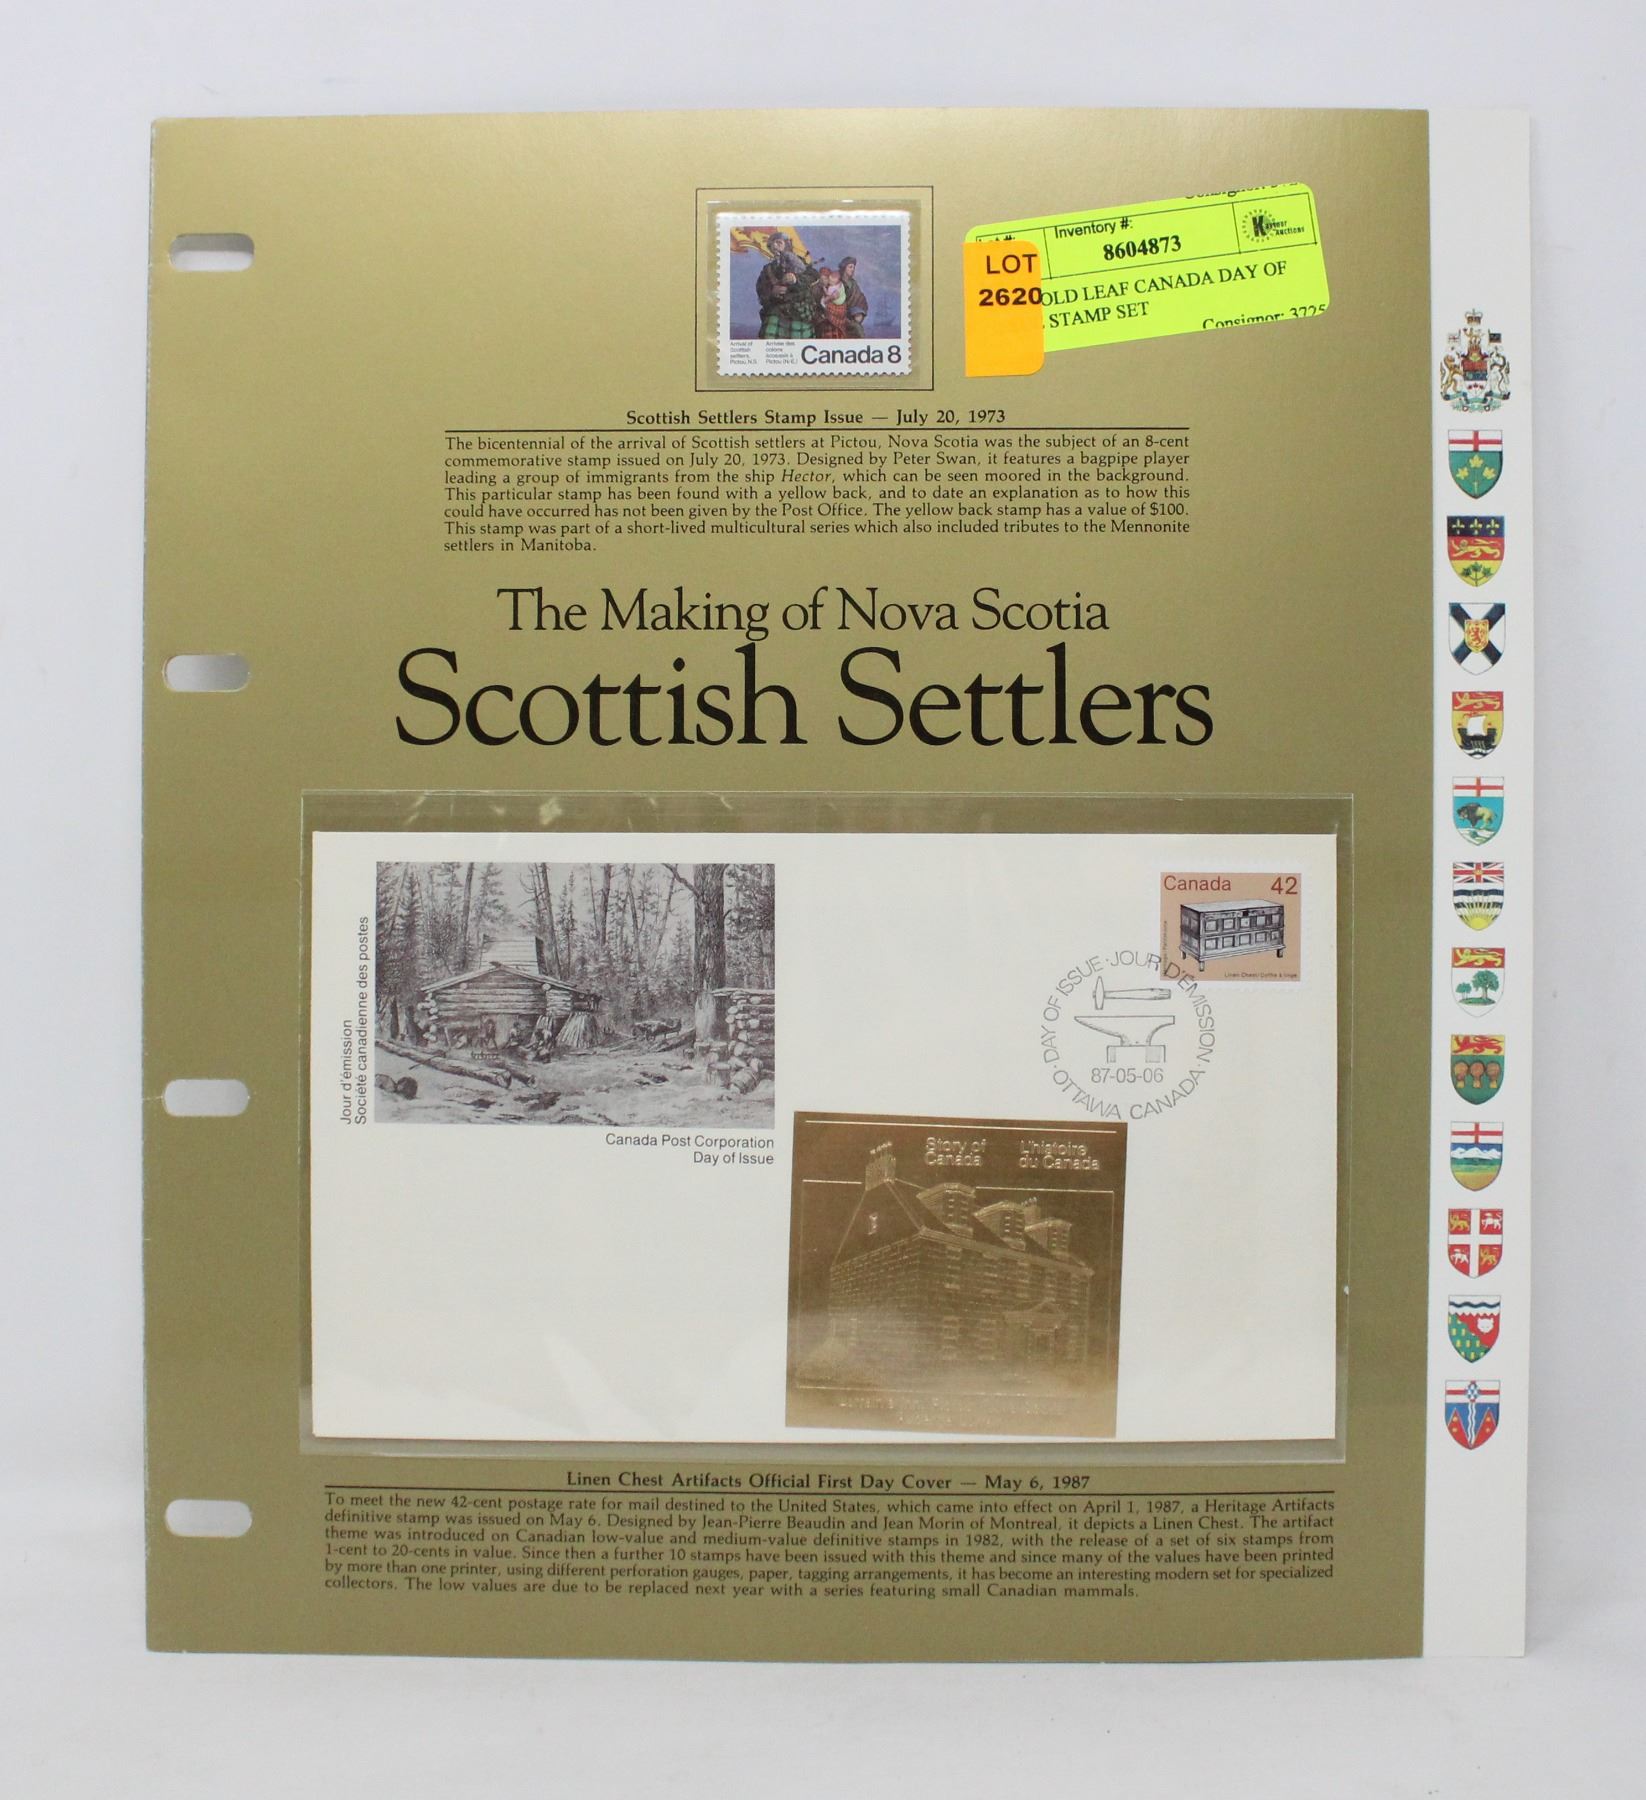 Inventory #:
8604873
Kastner
Auctions
LOT
2620
OLD LEAF CANADA DAY OF
STAMP SET
Consignor: 3725
Arrival of
Scottish
settlers,
Pictou, N.S.
Arrivée des
colons
écossais à
Pictou (N.-É.)
Canada 8
Scottish Settlers Stamp Issue — July 20, 1973
The bicentennial of the arrival of Scottish settlers at Pictou, Nova Scotia was the subject of an 8-cent
commemorative stamp issued on July 20, 1973. Designed by Peter Swan, it features a bagpipe player
leading a group of immigrants from the ship Hector, which can be seen moored in the background.
This particular stamp has been found with a yellow back, and to date an explanation as to how this
could have occurred has not been given by the Post Office. The yellow back stamp has a value of $100.
This stamp was part of a short-lived multicultural series which also included tributes to the Mennonite
settlers in Manitoba.
The Making of Nova Scotia
Scottish Settlers
Jour d'émission
Société canadienne des postes
Canada Post Corporation
Day of Issue
Canada 42
Linen Chest/Coffre à linge
DAY OF ISSUE · JOUR D'ÉMISSION · OTTAWA CANADA ·
87-05-06
Story of
Canada
L'histoire
du Canada
Linen Chest Artifacts Official First Day Cover — May 6, 1987
To meet the new 42-cent postage rate for mail destined to the United States, which came into effect on April 1, 1987, a Heritage Artifacts
definitive stamp was issued on May 6. Designed by Jean-Pierre Beaudin and Jean Morin of Montreal, it depicts a Linen Chest. The artifact
theme was introduced on Canadian low-value and medium-value definitive stamps in 1982, with the release of a set of six stamps from
1-cent to 20-cents in value. Since then a further 10 stamps have been issued with this theme and since many of the values have been printed
by more than one printer, using different perforation gauges, paper, tagging arrangements, it has become an interesting modern set for specialized
collectors. The low values are due to be replaced next year with a series featuring small Canadian mammals.